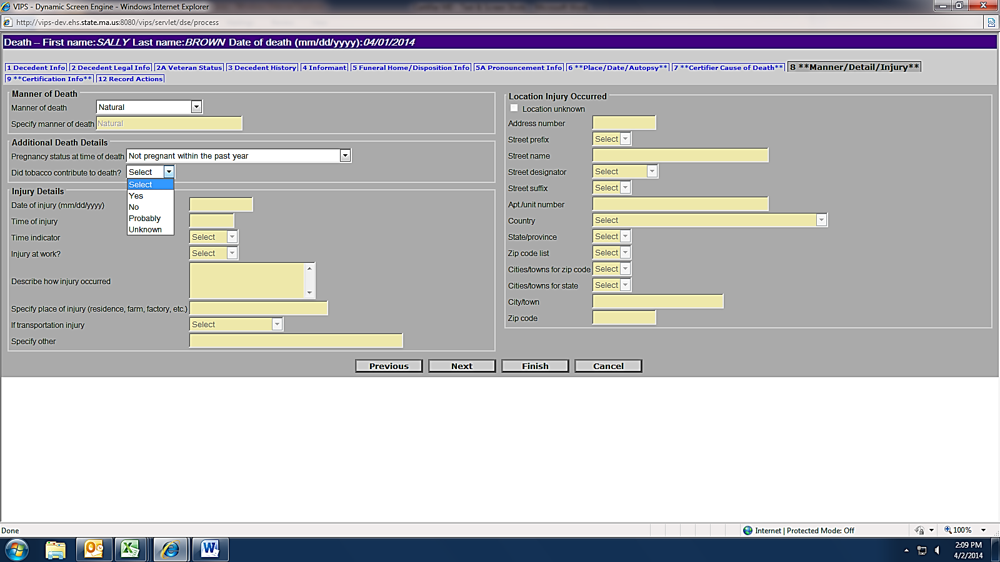 VIPS - Dynamic Screen Engine - Windows Internet Explorer
http://vips-dev.ehs.state.ma.us:8080/vips/servlet/dse/process
Death -- First name:SALLY Last name:BROWN Date of death (mm/dd/yyyy):04/01/2014
1 Decedent Info 2 Decedent Legal Info 2A Veteran Status 3 Decedent History 4 Informant 5 Funeral Home/Disposition Info 5A Pronouncement Info 6 **Place/Date/Autopsy** 7 **Certifier Cause of Death** 8 **Manner/Detail/Injury**
9 **Certification Info** 12 Record Actions
Manner of Death
Manner of death Natural
Specify manner of death Natural
Additional Death Details
Pregnancy status at time of death Not pregnant within the past year
Did tobacco contribute to death? Select
Select
Yes
No
Probably
Unknown
Injury Details
Date of injury (mm/dd/yyyy)
Time of injury
Time indicator Select
Injury at work? Select
Describe how injury occurred
Specify place of injury (residence, farm, factory, etc.)
If transportation injury Select
Specify other
Location Injury Occurred
Location unknown
Address number
Street prefix Select
Street name
Street designator Select
Street suffix Select
Apt./unit number
Country Select
State/province Select
Zip code list Select
Cities/towns for zip code Select
Cities/towns for state Select
City/town
Zip code
Previous Next Finish Cancel
Done
Internet | Protected Mode: Off
100%
2:09 PM
4/2/2014